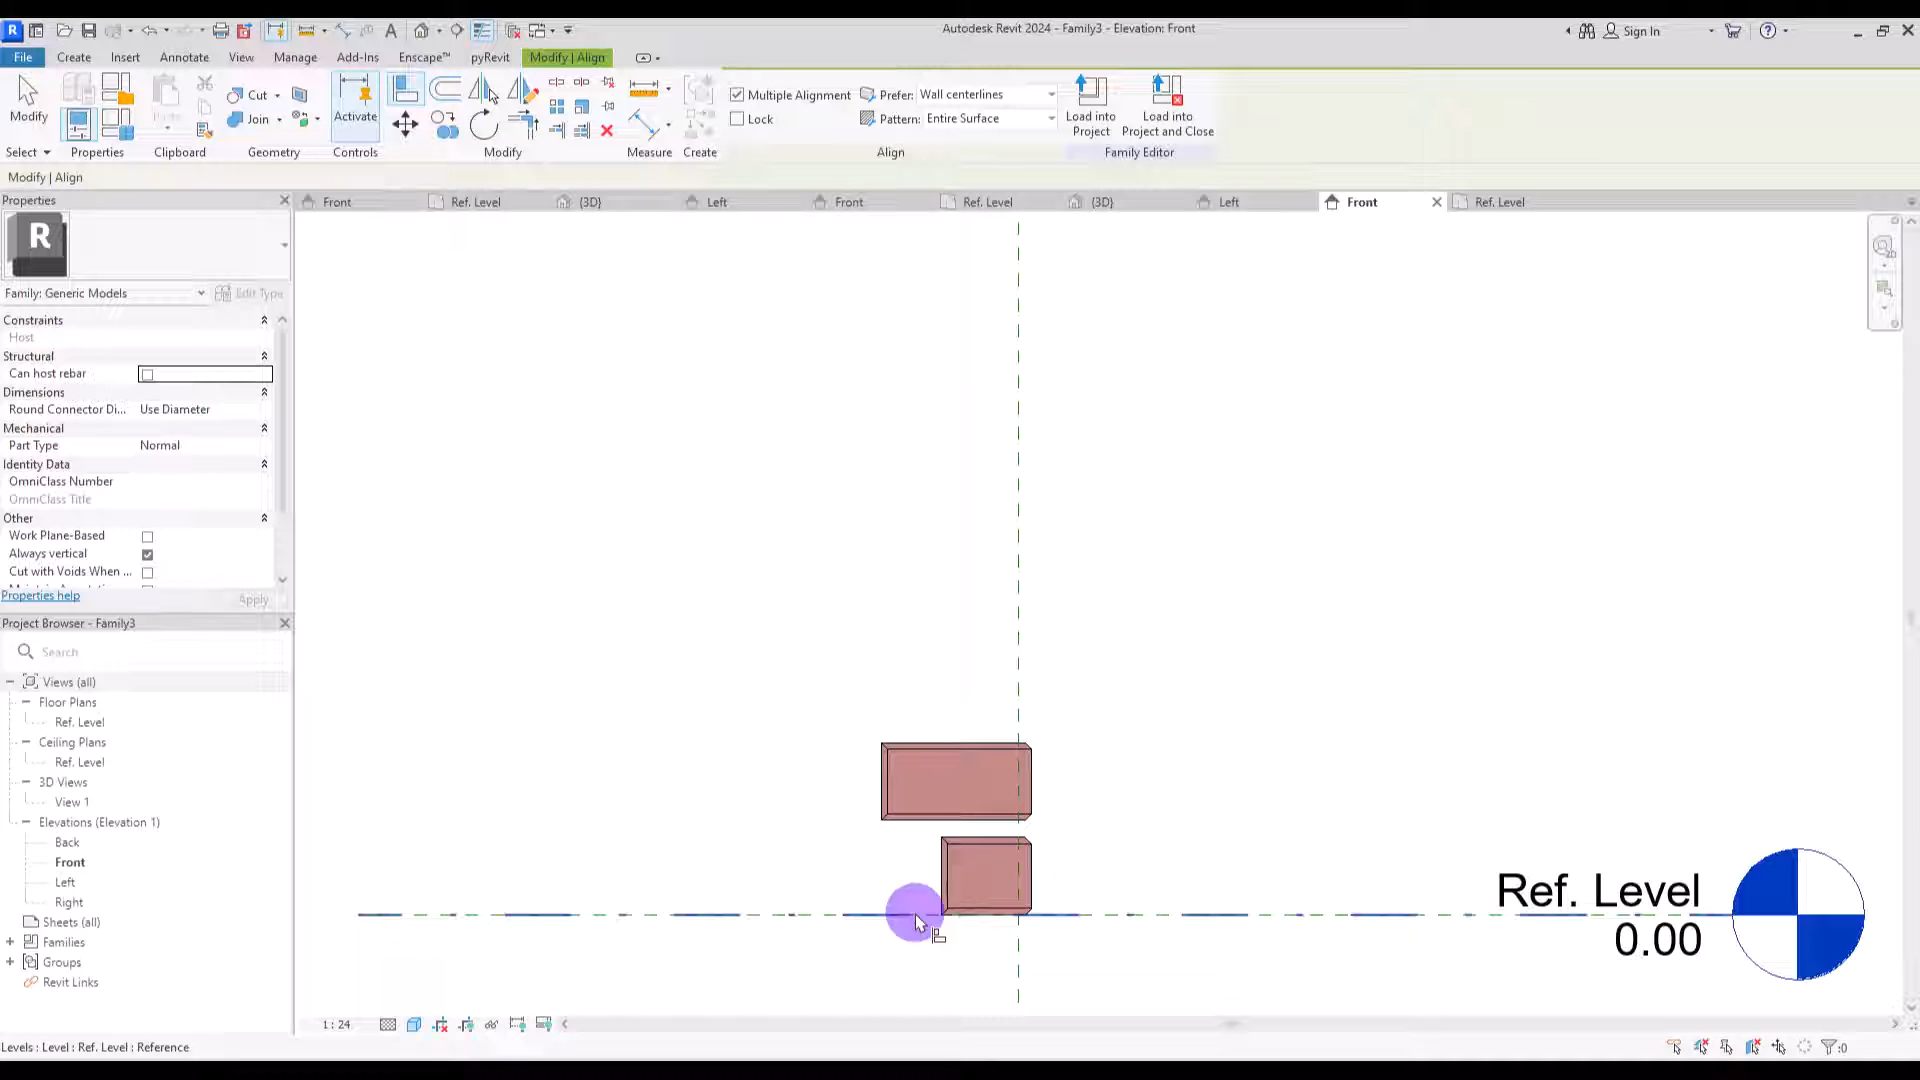 Autodesk Revit 2024 - Family3 - Elevation: Front
Sign In
File Create Insert Annotate View Manage Add-Ins Enscape™ pyRevit Modify | Align
Modify
Cut
Join
Activate
Multiple Alignment
Lock
Prefer: Wall centerlines
Pattern: Entire Surface
Load into Project
Load into Project and Close
Select Properties Clipboard Geometry Controls Modify Measure Create Align Family Editor
Modify | Align
Properties
Front Ref. Level {3D} Left Front Ref. Level {3D} Left Front Ref. Level
R
Family: Generic Models
Edit Type
Constraints
Host
Structural
Can host rebar
Dimensions
Round Connector Di... Use Diameter
Mechanical
Part Type Normal
Identity Data
OmniClass Number
OmniClass Title
Other
Work Plane-Based
Always vertical
Cut with Voids When ...
Properties help
Apply
Project Browser - Family3
Search
Views (all)
Floor Plans
Ref. Level
Ceiling Plans
Ref. Level
3D Views
View 1
Elevations (Elevation 1)
Back
Front
Left
Right
Sheets (all)
Families
Groups
Revit Links
Ref. Level
0.00
1 : 24
Levels : Level : Ref. Level : Reference
:0